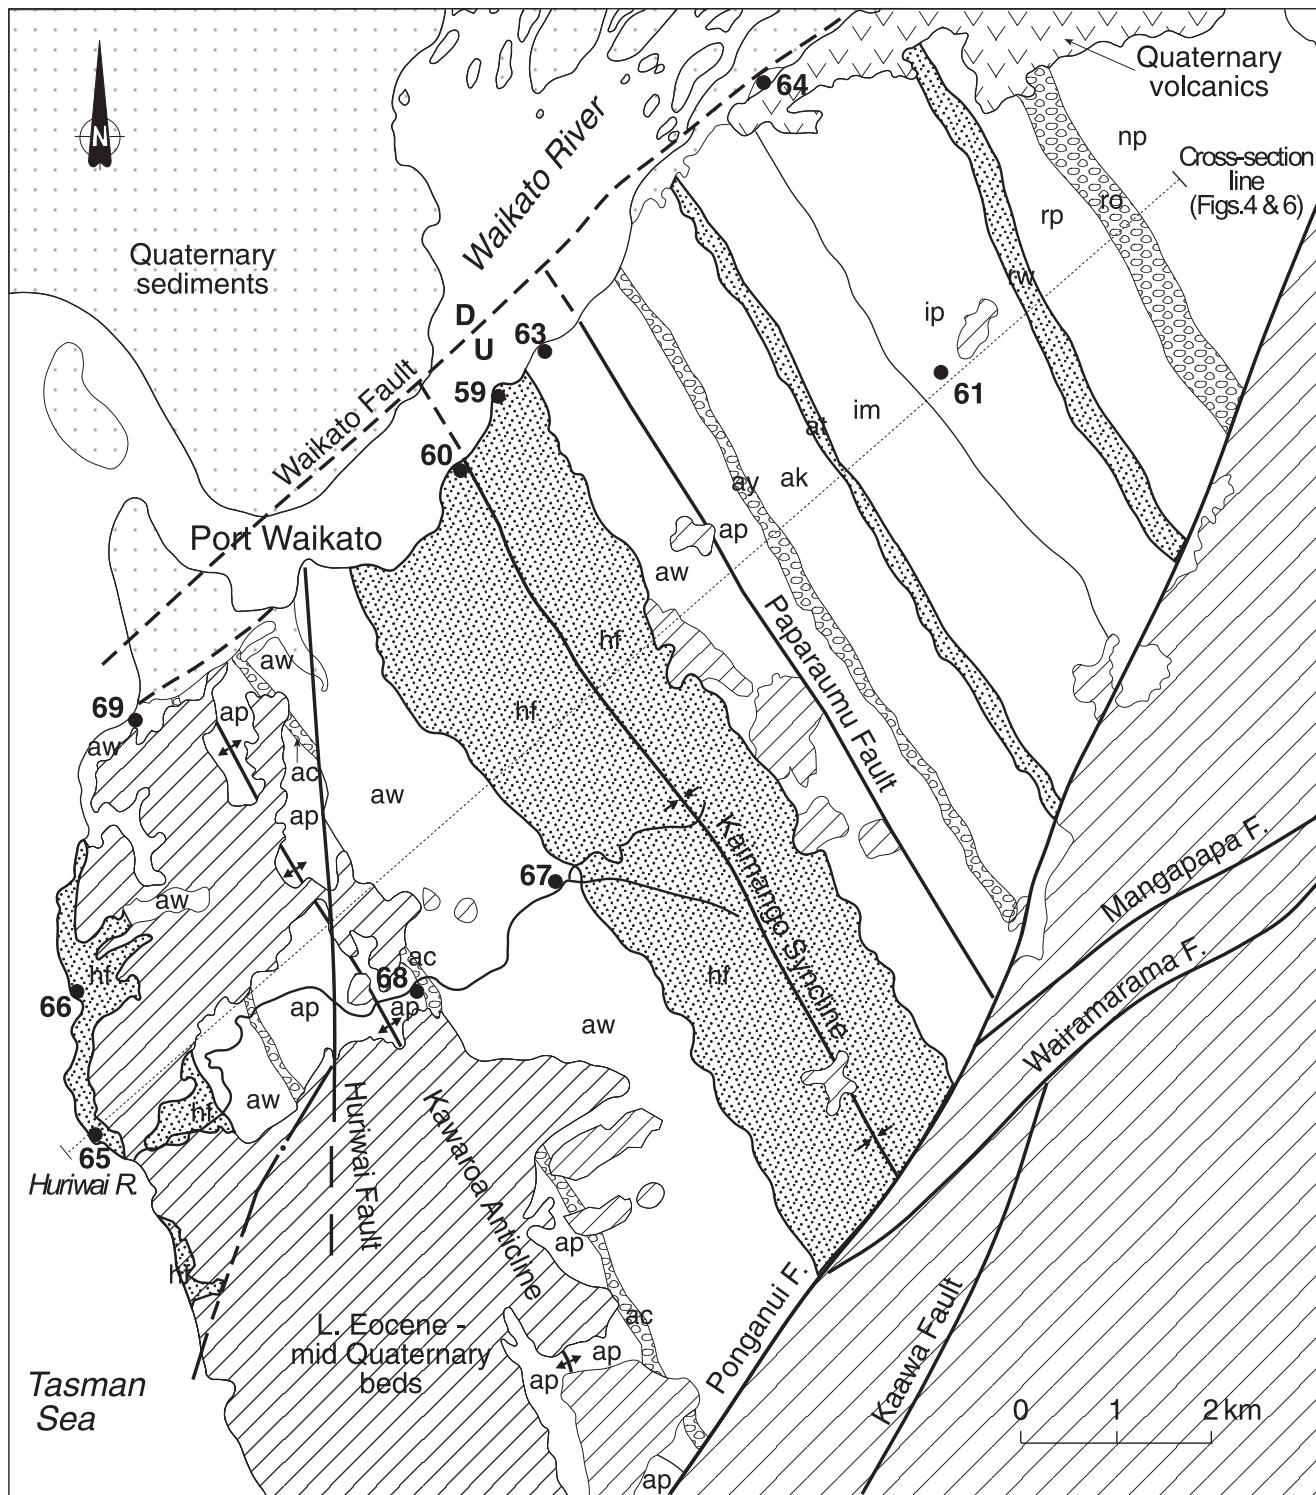 64
Quaternary
volcanics
np
Cross-section
line
(Figs.4 & 6)
Waikato River
N
ro
rp
Quaternary
sediments
rw
ip
D
U
63
61
59
Waikato Fault
im
at
60
ay
ak
ap
Port Waikato
aw
Paparaumu Fault
hf
aw
69
ap
hf
aw
ac
aw
ap
Kaimango Syncline
Mangapapa F.
67
aw
Wairamarama F.
hf
ac
68
hf
66
ap
ap
aw
aw
hf
Huriwai Fault
Kawaroa Anticline
65
Huriwai R.
ap
hf
Ponganui F.
Kaawa Fault
ac
L. Eocene -
mid Quaternary
beds
ap
ap
Tasman
Sea
0 1 2 km
ap